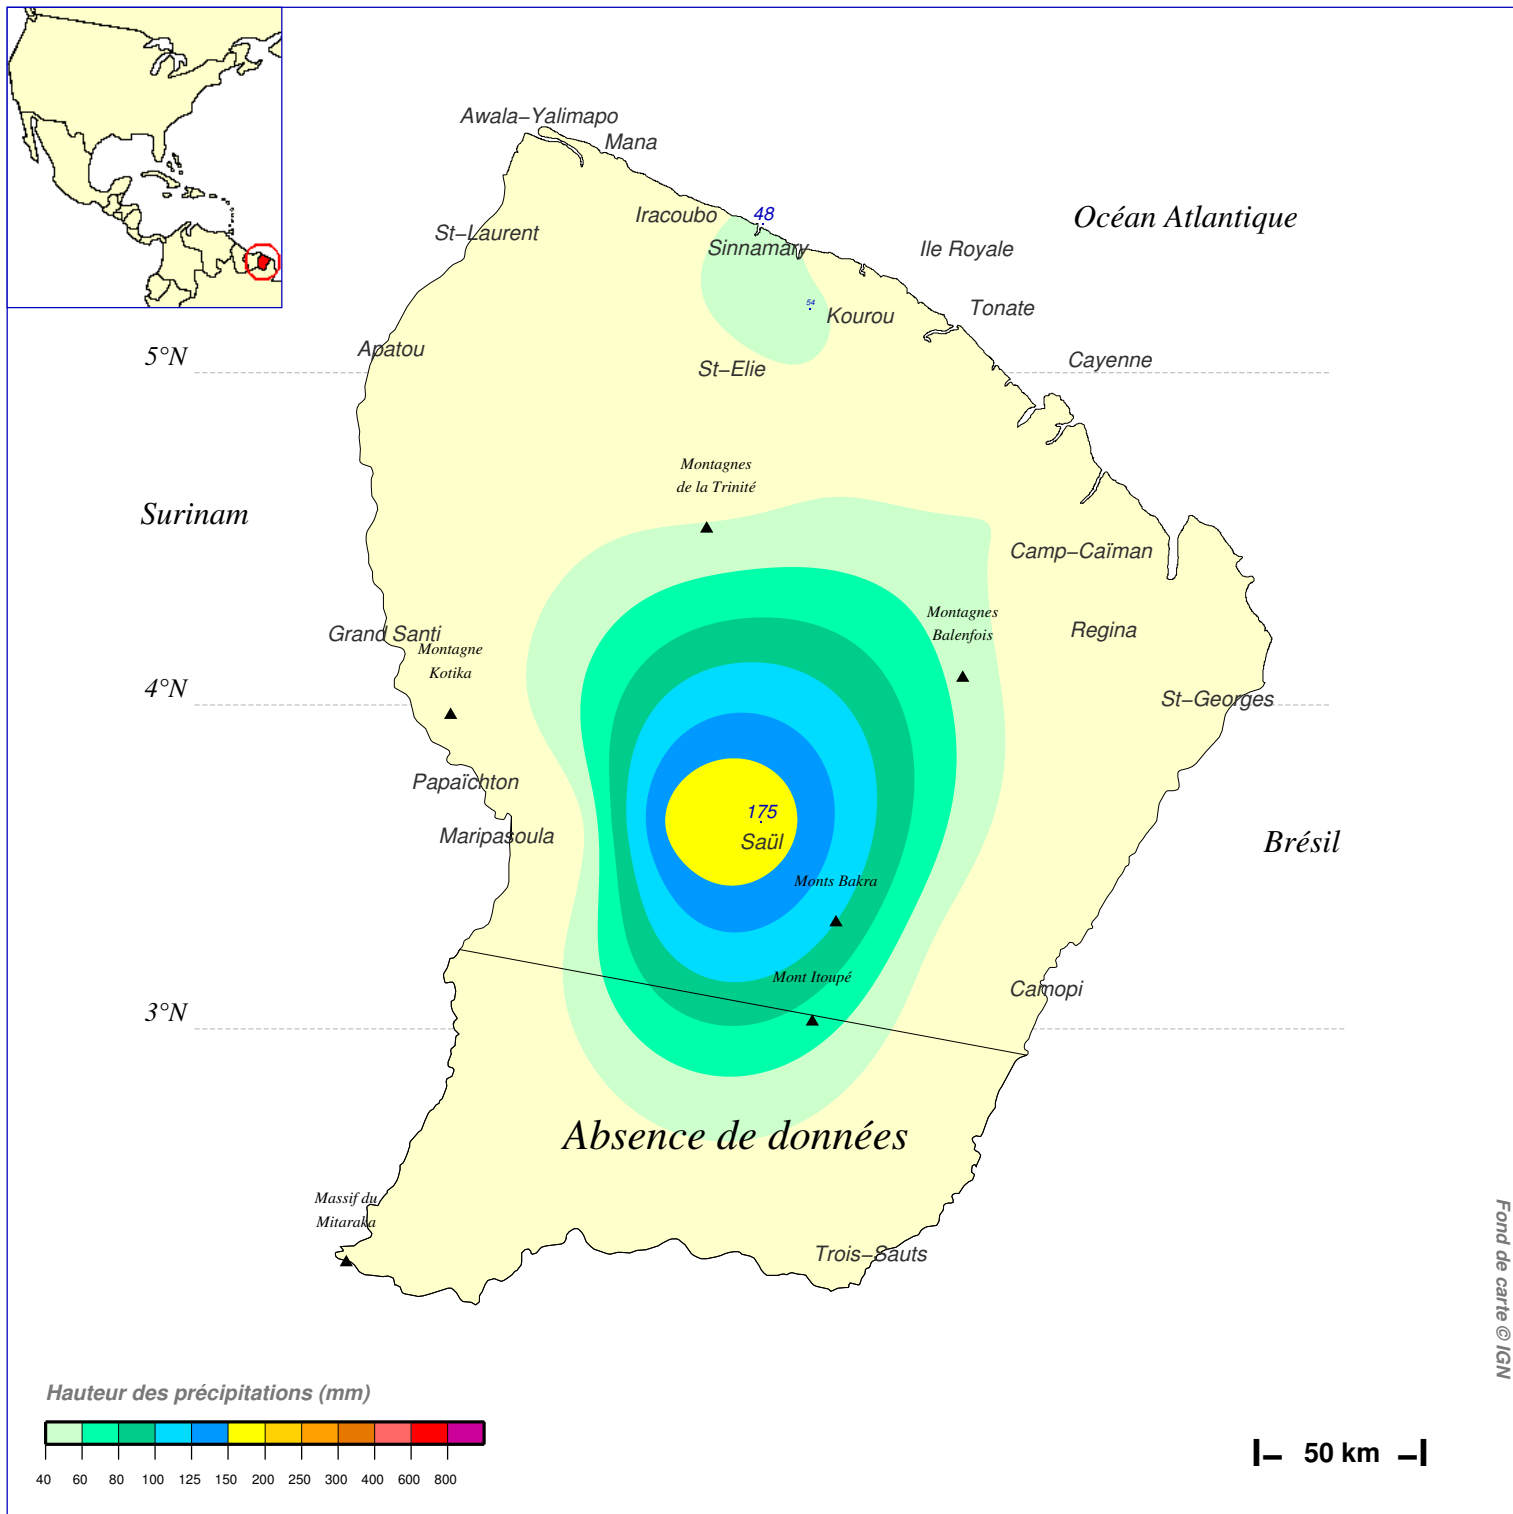 Awala−Yalimapo
Mana
Iracoubo
48
Océan Atlantique
St−Laurent
Sinnamary
Ile Royale
54
Kourou
Tonate
5°N
Apatou
St−Elie
Cayenne
Montagnes
de la Trinité
Surinam
Camp−Caïman
Montagnes
Balenfois
Regina
Grand Santi
Montagne
Kotika
4°N
St−Georges
Papaïchton
175
Maripasoula
Saül
Brésil
Monts Bakra
Mont Itoupé
Camopi
3°N
Absence de données
Massif du
Mitaraka
Trois−Sauts
Fond de carte © IGN
Hauteur des précipitations (mm)
40 60 80 100 125 150 200 250 300 400 600 800
50 km